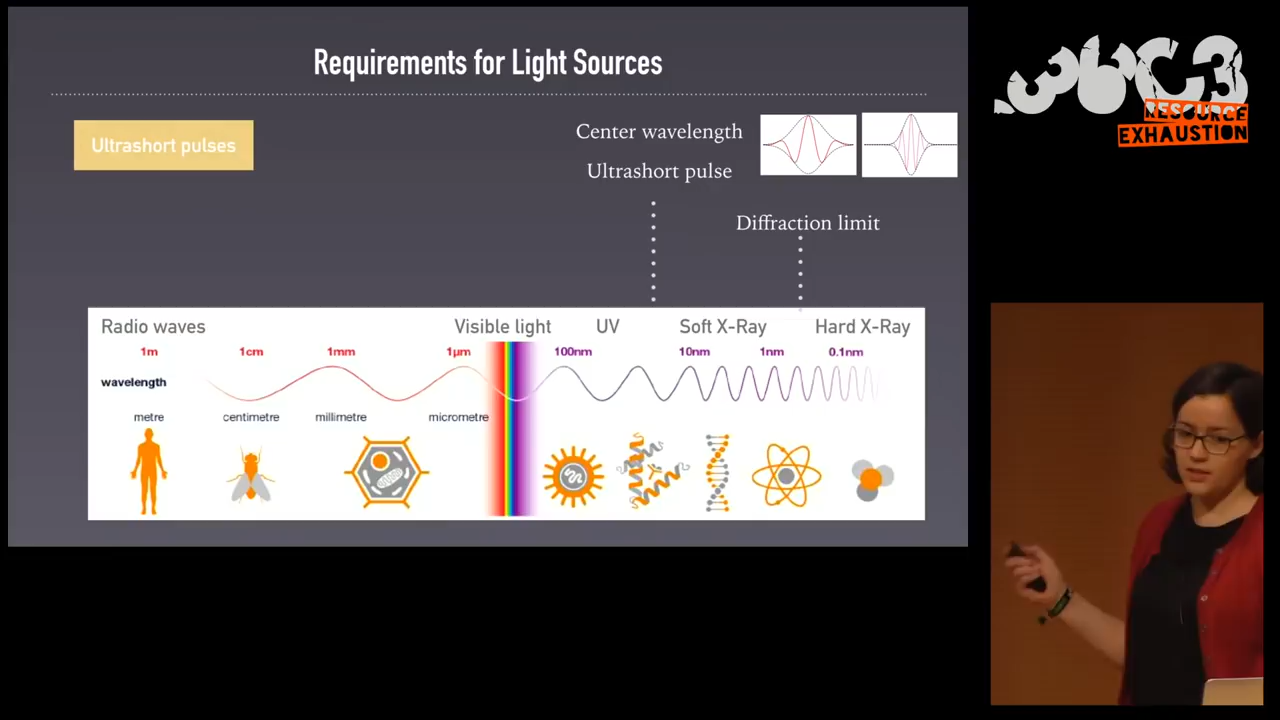 Requirements for Light Sources
Ultrashort pulses
Center wavelength
Ultrashort pulse
Diffraction limit
Radio waves
Visible light
UV
Soft X-Ray
Hard X-Ray
1m
1cm
1mm
1µm
100nm
10nm
1nm
0.1nm
wavelength
metre
centimetre
millimetre
micrometre
36C3
RESOURCE
EXHAUSTION